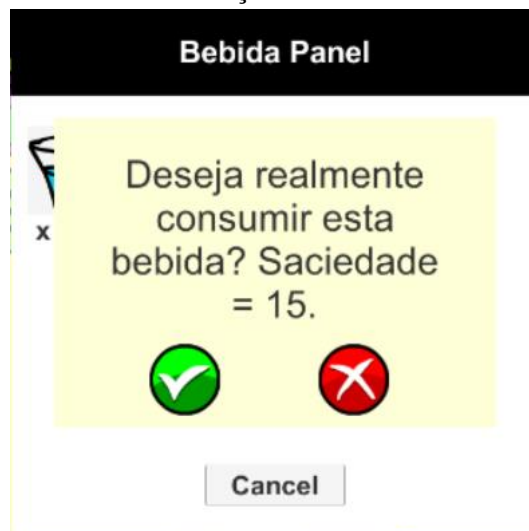 Bebida Panel
Deseja realmente
consumir esta
bebida? Saciedade
= 15.
x
Cancel